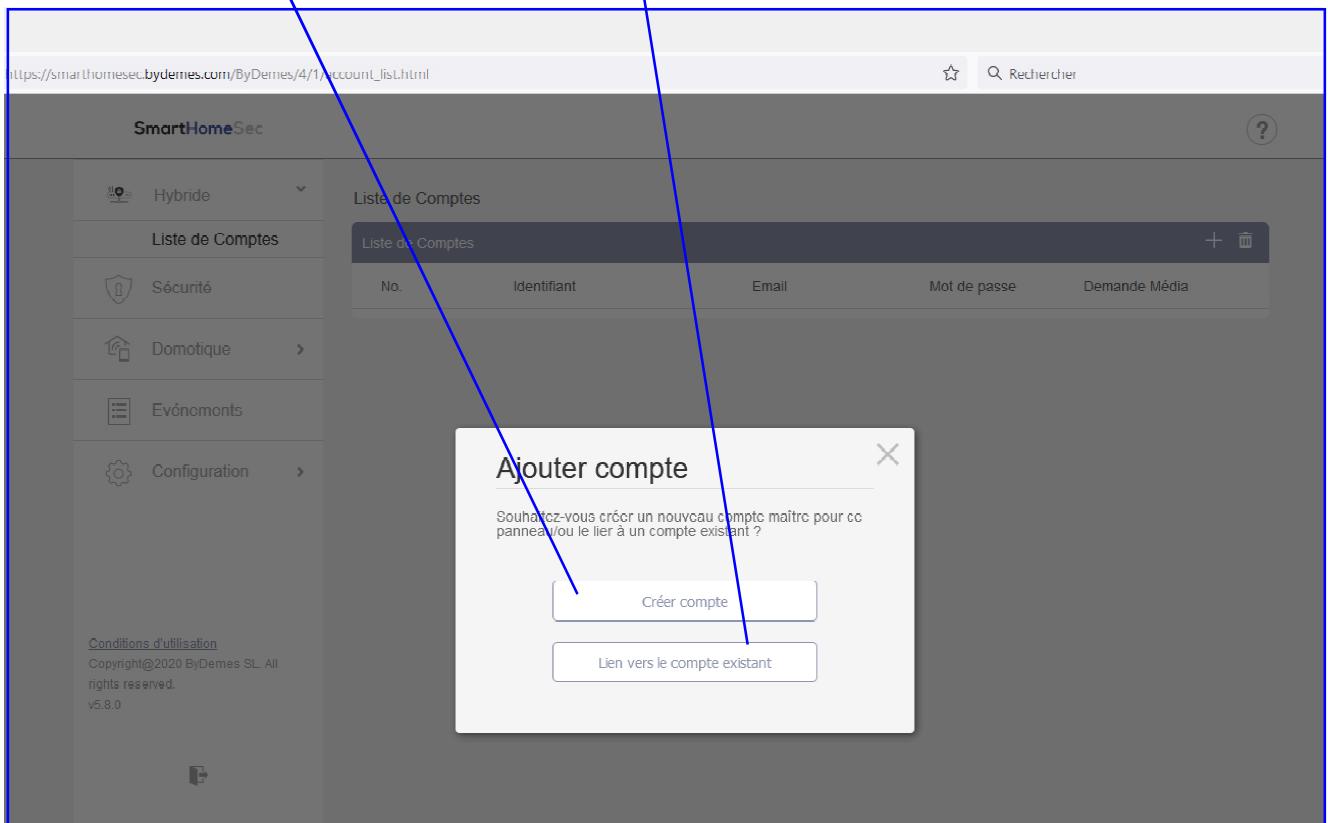 https://smarthomesec.bydemes.com/ByDemes/4/1/account_list.html
Rechercher
SmartHomeSec
?
Hybride
Liste de Comptes
Sécurité
Domotique
Evénements
Configuration
Conditions d'utilisation
Copyright@2020 ByDemes SL. All
rights reserved.
v5.8.0
Liste de Comptes
Liste de Comptes
No. Identifiant Email Mot de passe Demande Média
Ajouter compte
Souhaitez-vous créer un nouveau compte maître pour ce
panneau/ou le lier à un compte existant ?
Créer compte
Lien vers le compte existant